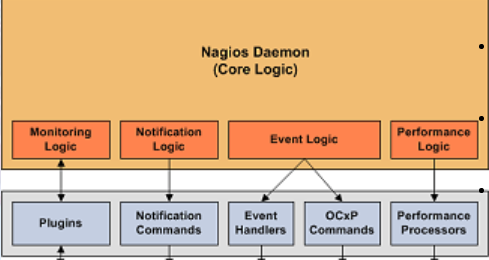 Nagios Daemon
(Core Logic)
Monitoring
Logic
Notification
Logic
Event Logic
Performance
Logic
Plugins
Notification
Commands
Event
Handlers
OCxP
Commands
Performance
Processors